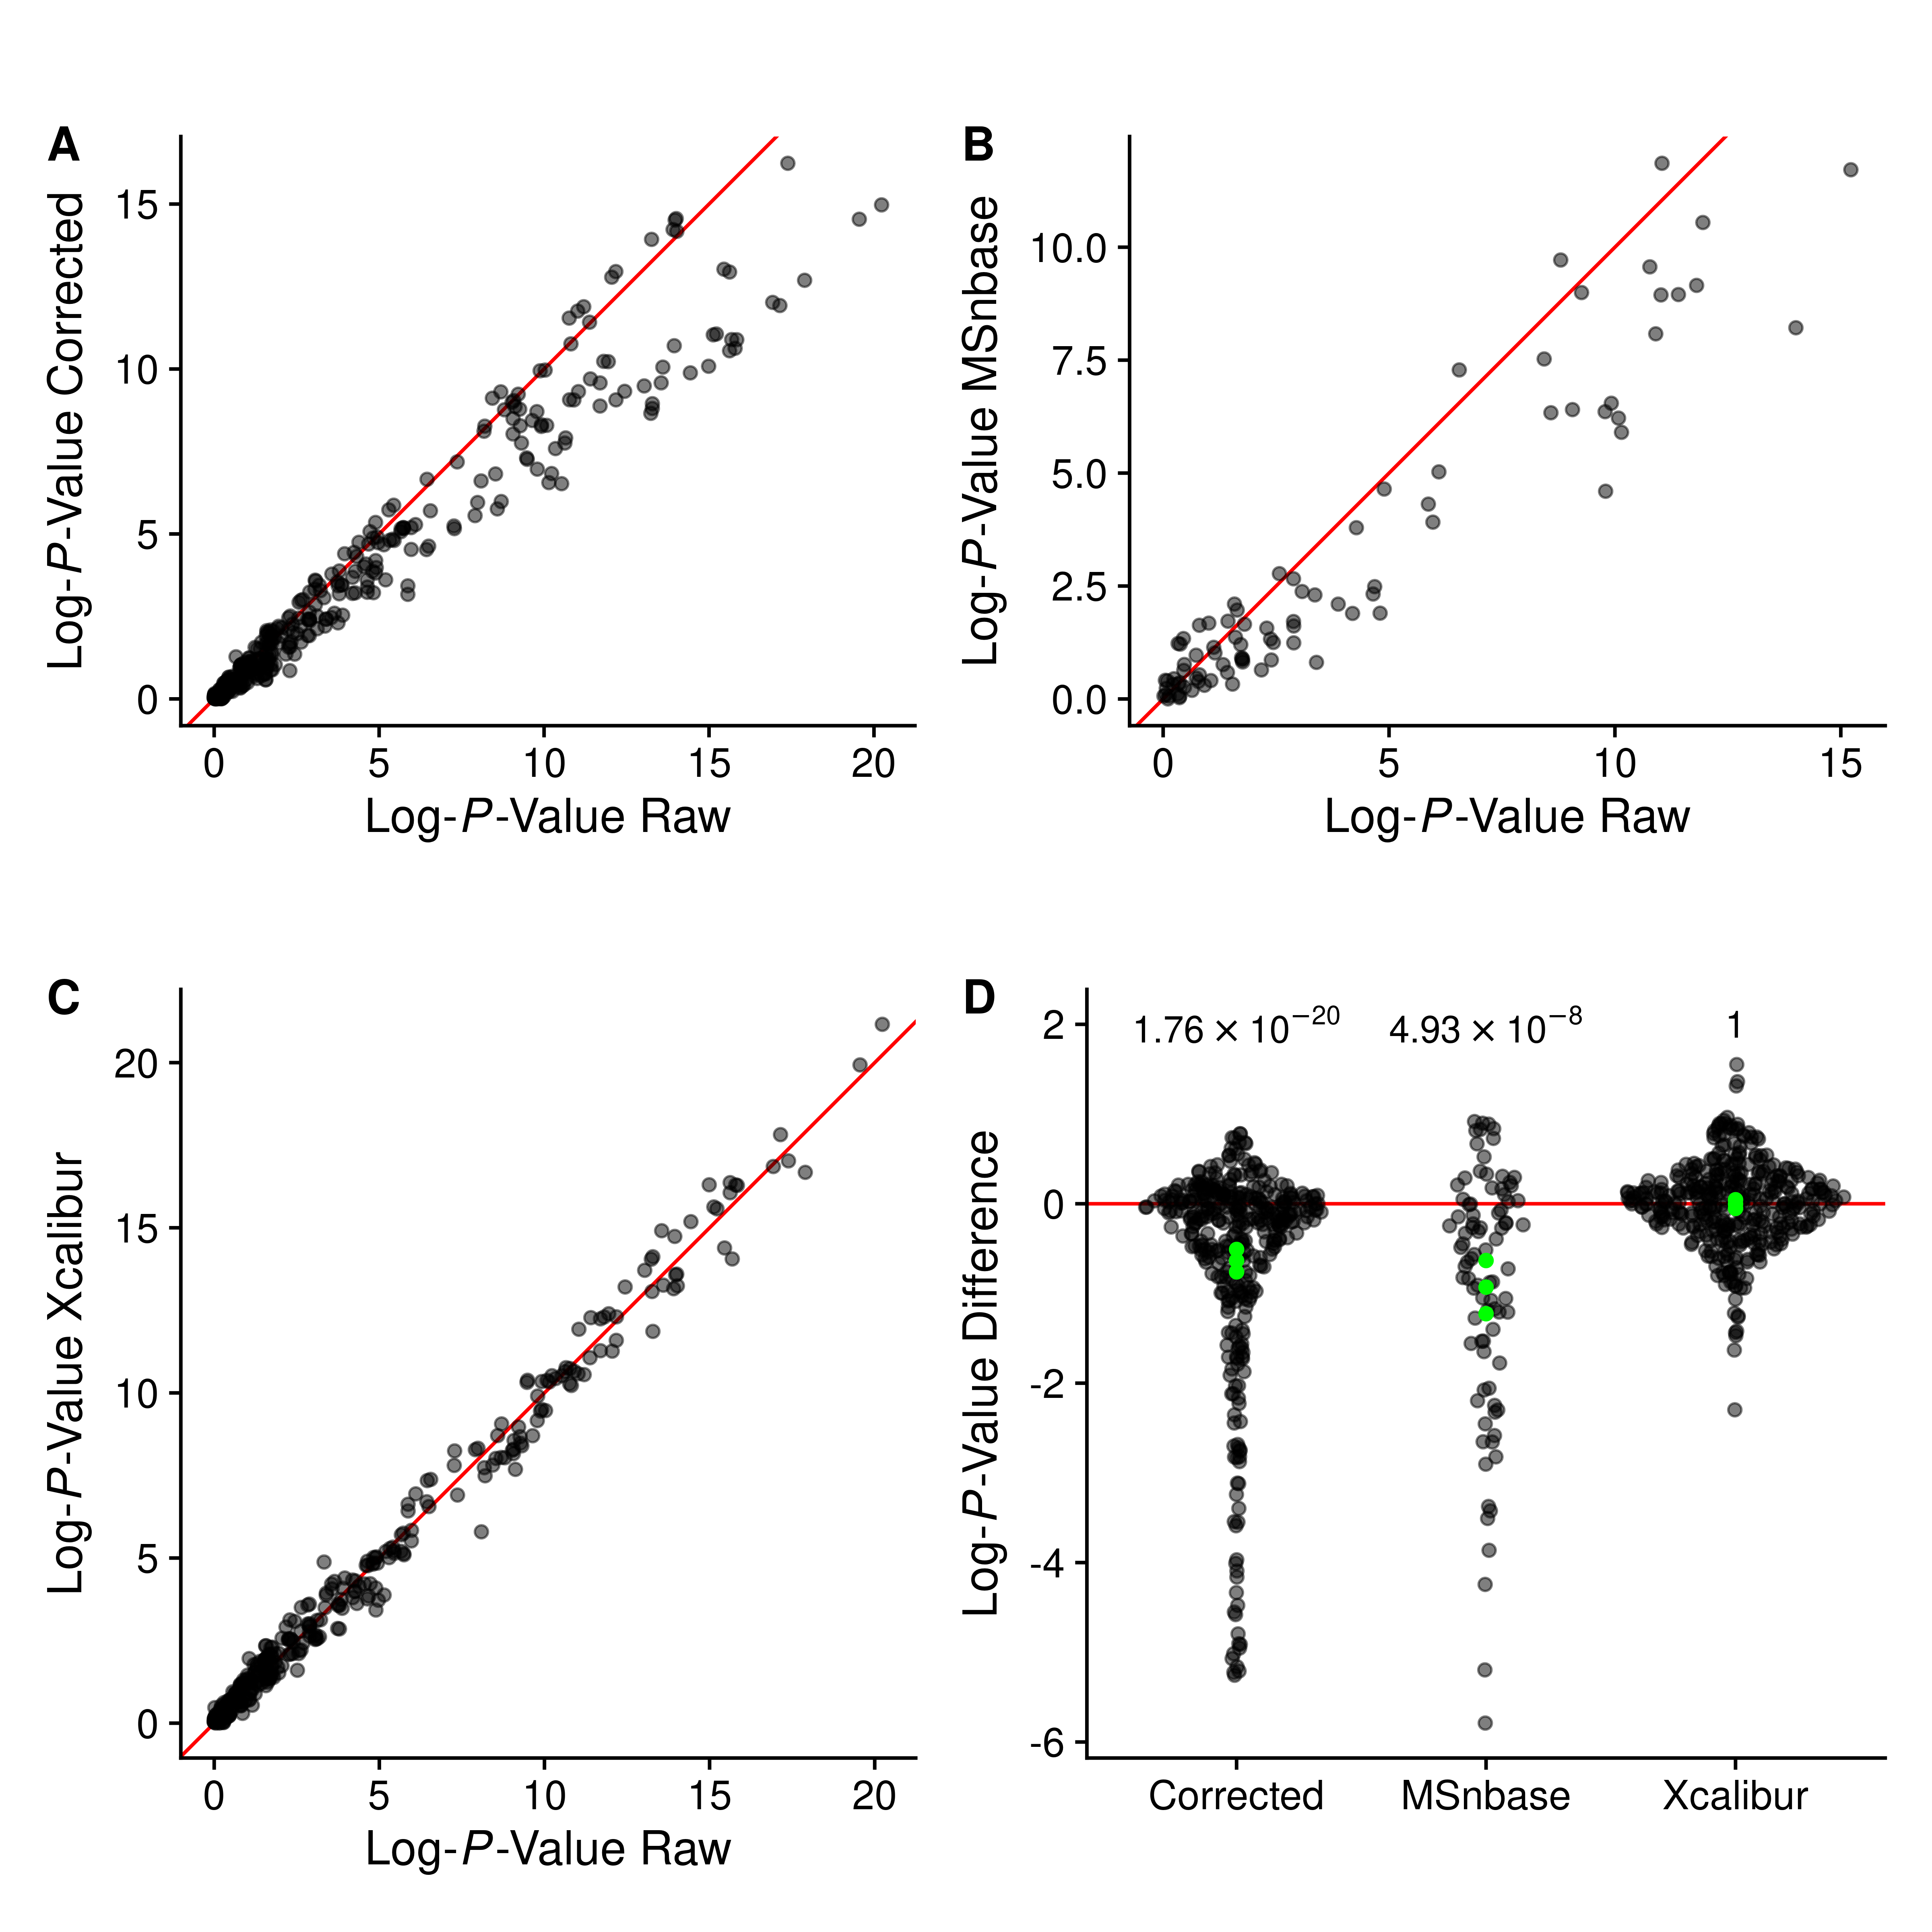 A
Log-P-Value Corrected
15
10
5
0
0 5 10 15 20
Log-P-Value Raw
B
Log-P-Value MSnbase
10.0
7.5
5.0
2.5
0.0
0 5 10 15
Log-P-Value Raw
C
Log-P-Value Xcalibur
20
15
10
5
0
0 5 10 15 20
Log-P-Value Raw
D
Log-P-Value Difference
1.76 × 10⁻²⁰ 4.93 × 10⁻⁸ 1
2
0
-2
-4
-6
Corrected MSnbase Xcalibur